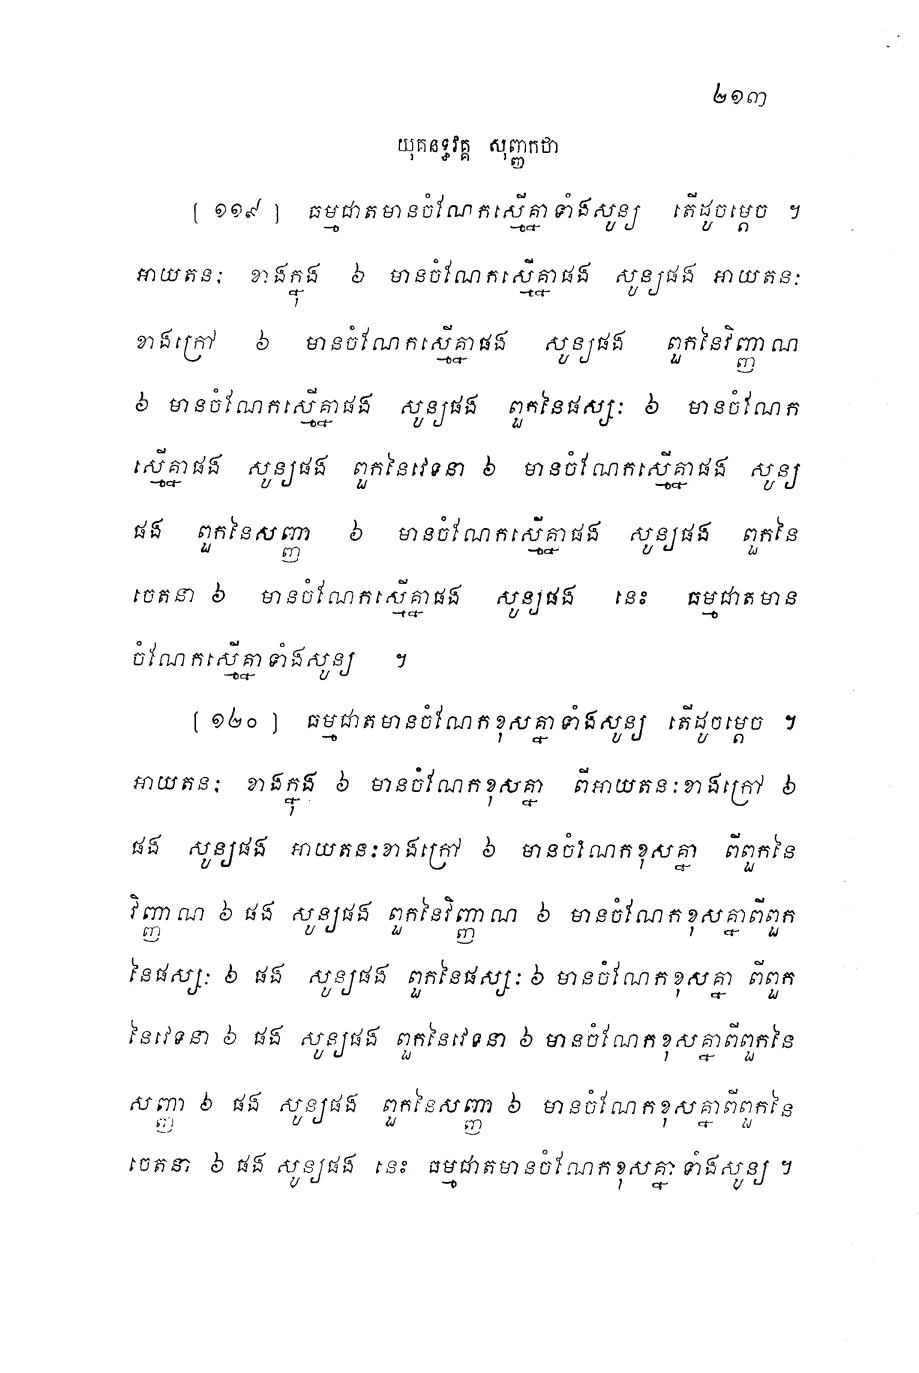 ២១៣
យុគនទ្ធវគ្គ សុញ្ញកថា
[ ១១៩ ] ធម្មជាតមានចំណែកស្មើគ្នាទាំងសូន្យ តើដូចម្តេច ។
អាយតនៈ ខាងក្នុង ៦ មានចំណែកស្មើគ្នាផង សូន្យផង អាយតនៈ
ខាងក្រៅ ៦ មានចំណែកស្មើគ្នាផង សូន្យផង ពួកនៃវិញ្ញាណ
៦ មានចំណែកស្មើគ្នាផង សូន្យផង ពួកនៃផស្សៈ ៦ មានចំណែក
ស្មើគ្នាផង សូន្យផង ពួកនៃវេទនា ៦ មានចំណែកស្មើគ្នាផង សូន្យ
ផង ពួកនៃសញ្ញា ៦ មានចំណែកស្មើគ្នាផង សូន្យផង ពួកនៃ
ចេតនា ៦ មានចំណែកស្មើគ្នាផង សូន្យផង នេះ ធម្មជាតមាន
ចំណែកស្មើគ្នាទាំងសូន្យ ។
[ ១២០ ] ធម្មជាតមានចំណែកខុសគ្នាទាំងសូន្យ តើដូចម្តេច ។
អាយតនៈ ខាងក្នុង ៦ មានចំណែកខុសគ្នា ពីអាយតនៈខាងក្រៅ ៦
ផង សូន្យផង អាយតនៈខាងក្រៅ ៦ មានចំណែកខុសគ្នា ពីពួកនៃ
វិញ្ញាណ ៦ ផង សូន្យផង ពួកនៃវិញ្ញាណ ៦ មានចំណែកខុសគ្នាពីពួក
នៃផស្សៈ ៦ ផង សូន្យផង ពួកនៃផស្សៈ ៦ មានចំណែកខុសគ្នា ពីពួក
នៃវេទនា ៦ ផង សូន្យផង ពួកនៃវេទនា ៦ មានចំណែកខុសគ្នាពីពួកនៃ
សញ្ញា ៦ ផង សូន្យផង ពួកនៃសញ្ញា ៦ មានចំណែកខុសគ្នាពីពួកនៃ
ចេតនា ៦ ផង សូន្យផង នេះ ធម្មជាតមានចំណែកខុសគ្នាទាំងសូន្យ ។